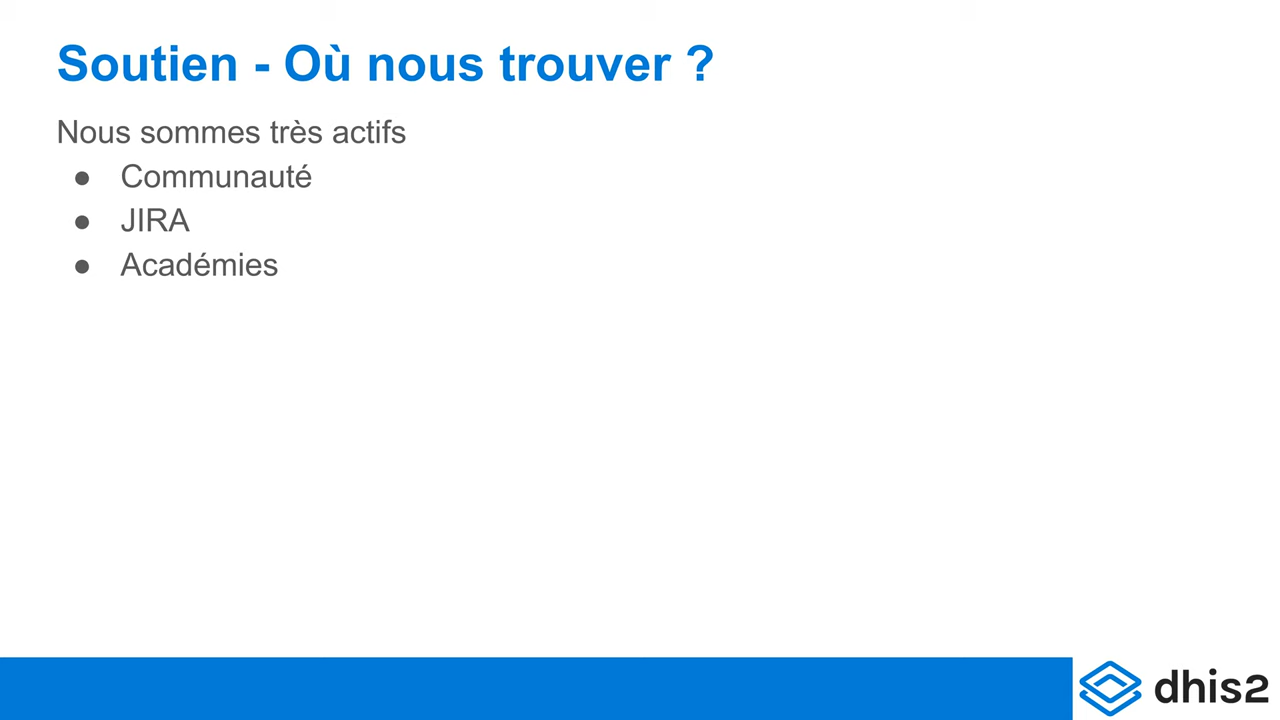 Soutien - Où nous trouver ?
Nous sommes très actifs
● Communauté
● JIRA
● Académies
dhis2